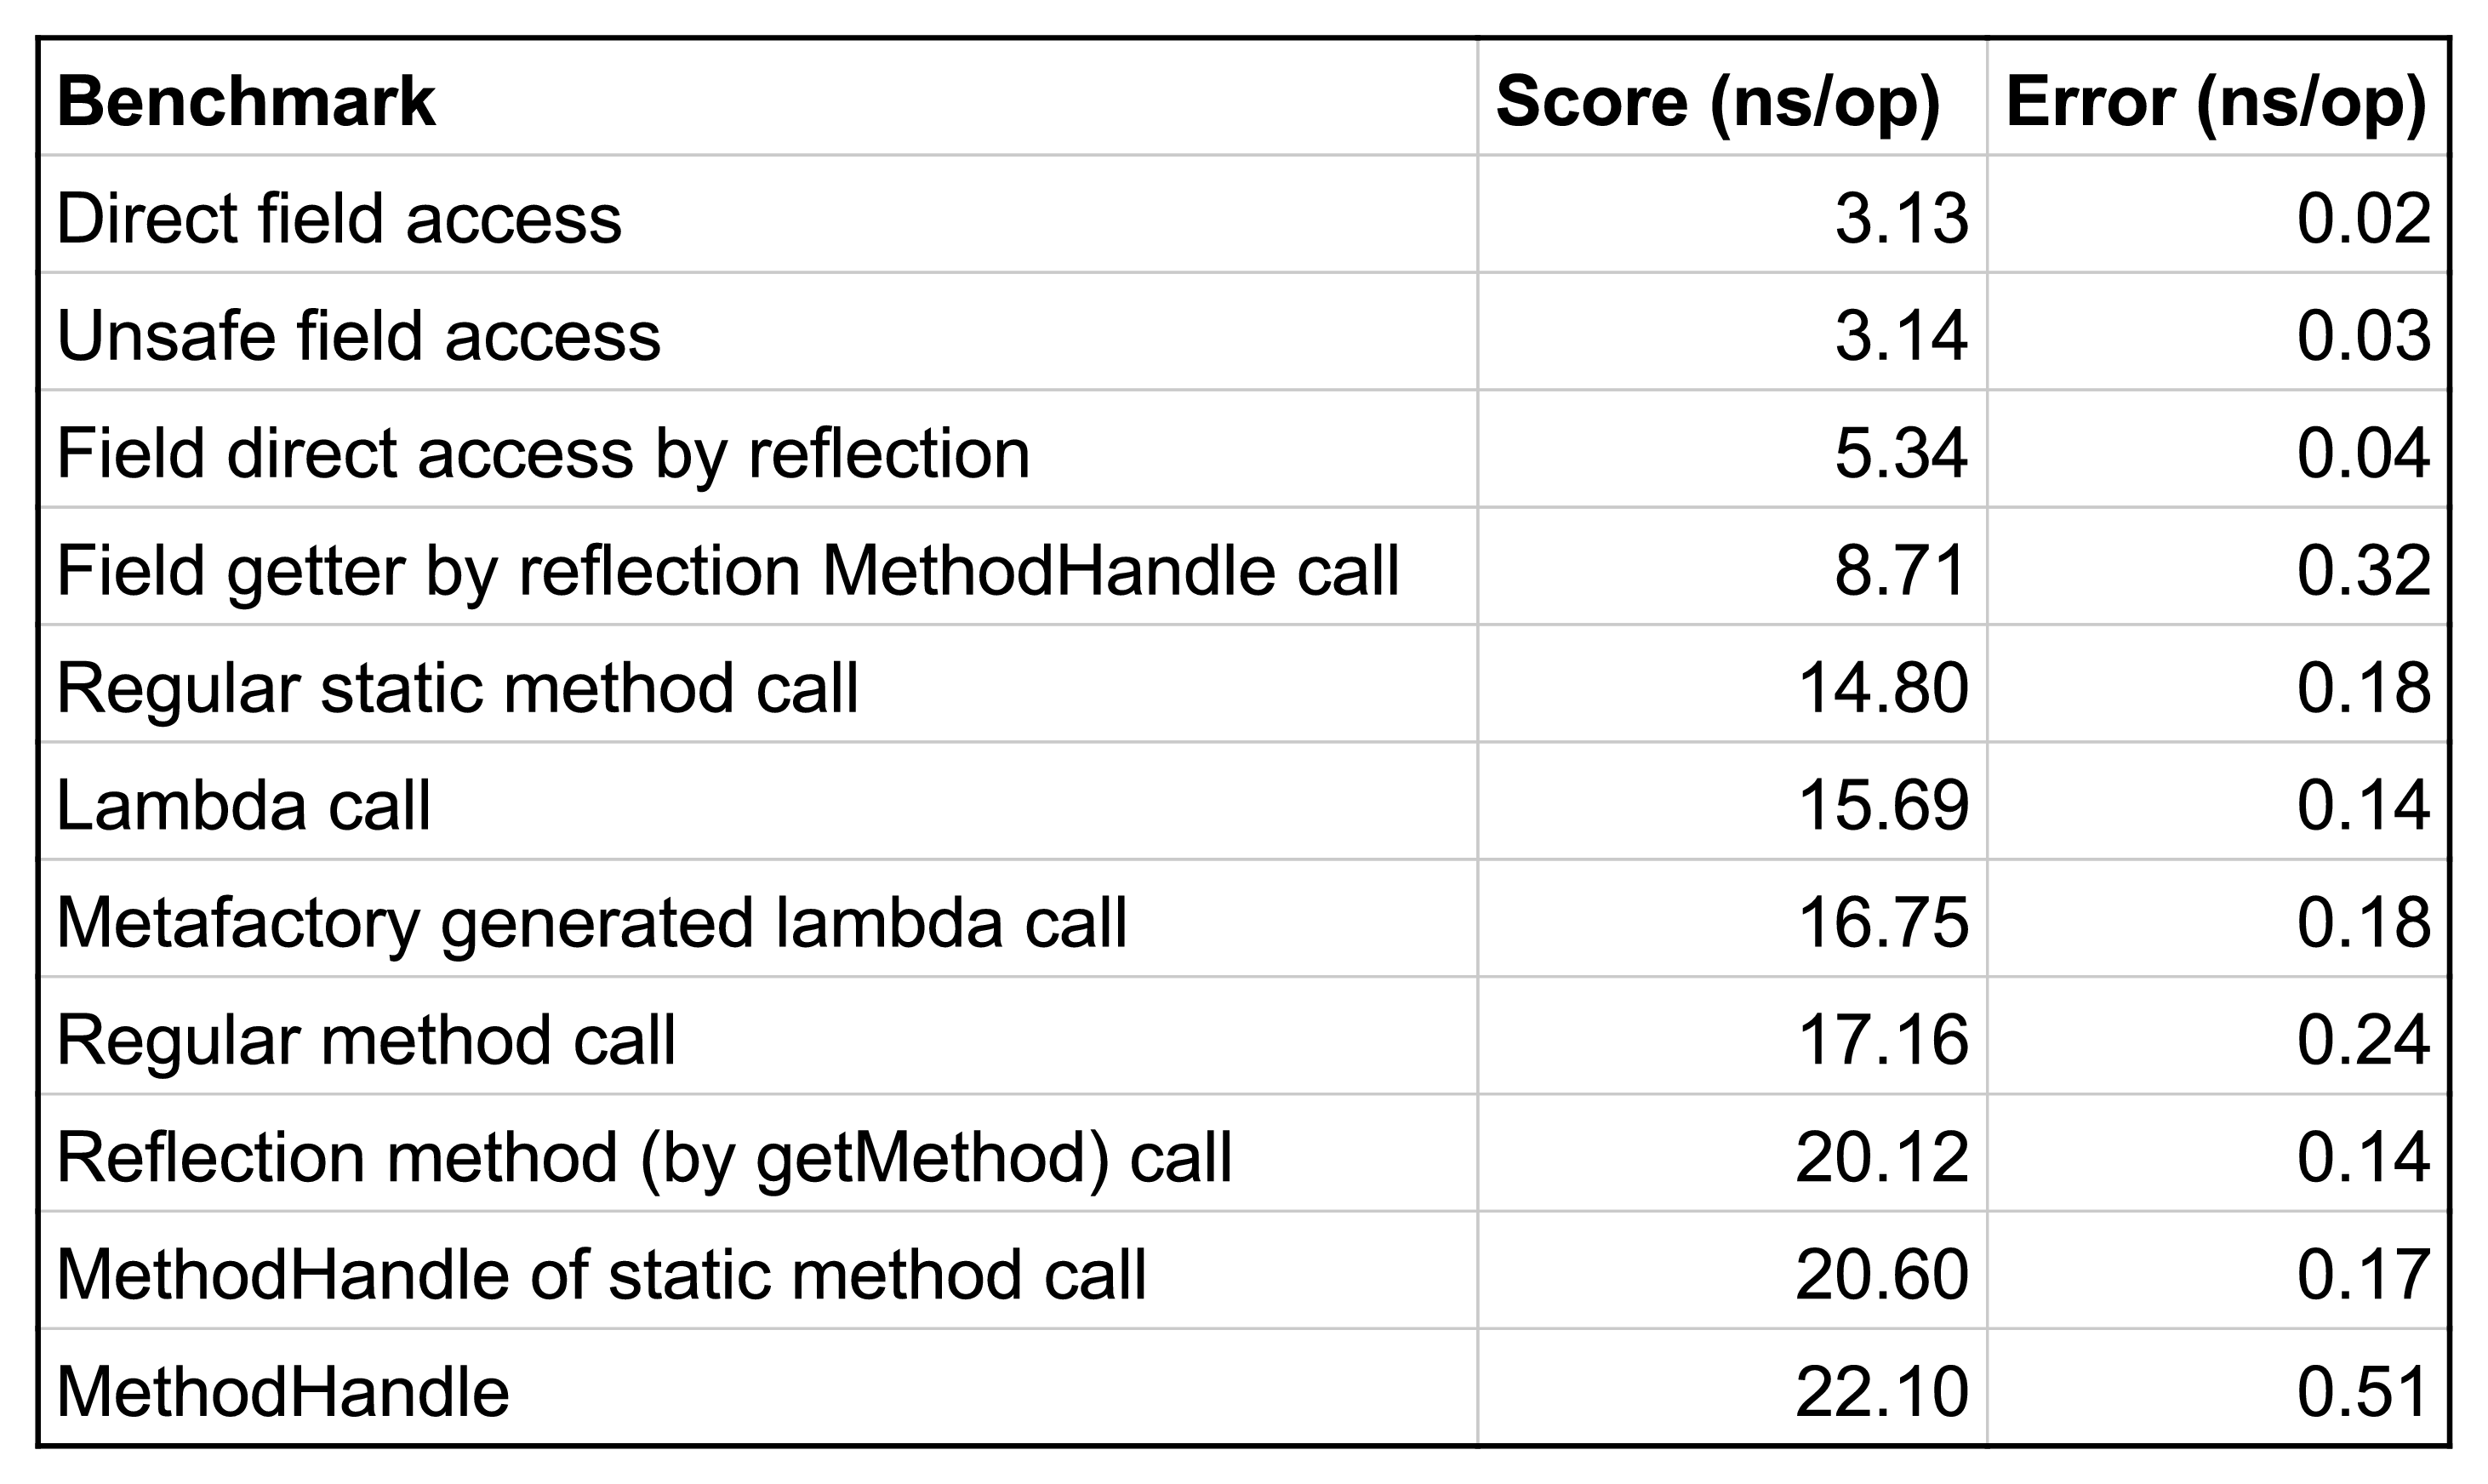 Benchmark Score (ns/op) Error (ns/op)
Direct field access 3.13 0.02
Unsafe field access 3.14 0.03
Field direct access by reflection 5.34 0.04
Field getter by reflection MethodHandle call 8.71 0.32
Regular static method call 14.80 0.18
Lambda call 15.69 0.14
Metafactory generated lambda call 16.75 0.18
Regular method call 17.16 0.24
Reflection method (by getMethod) call 20.12 0.14
MethodHandle of static method call 20.60 0.17
MethodHandle 22.10 0.51